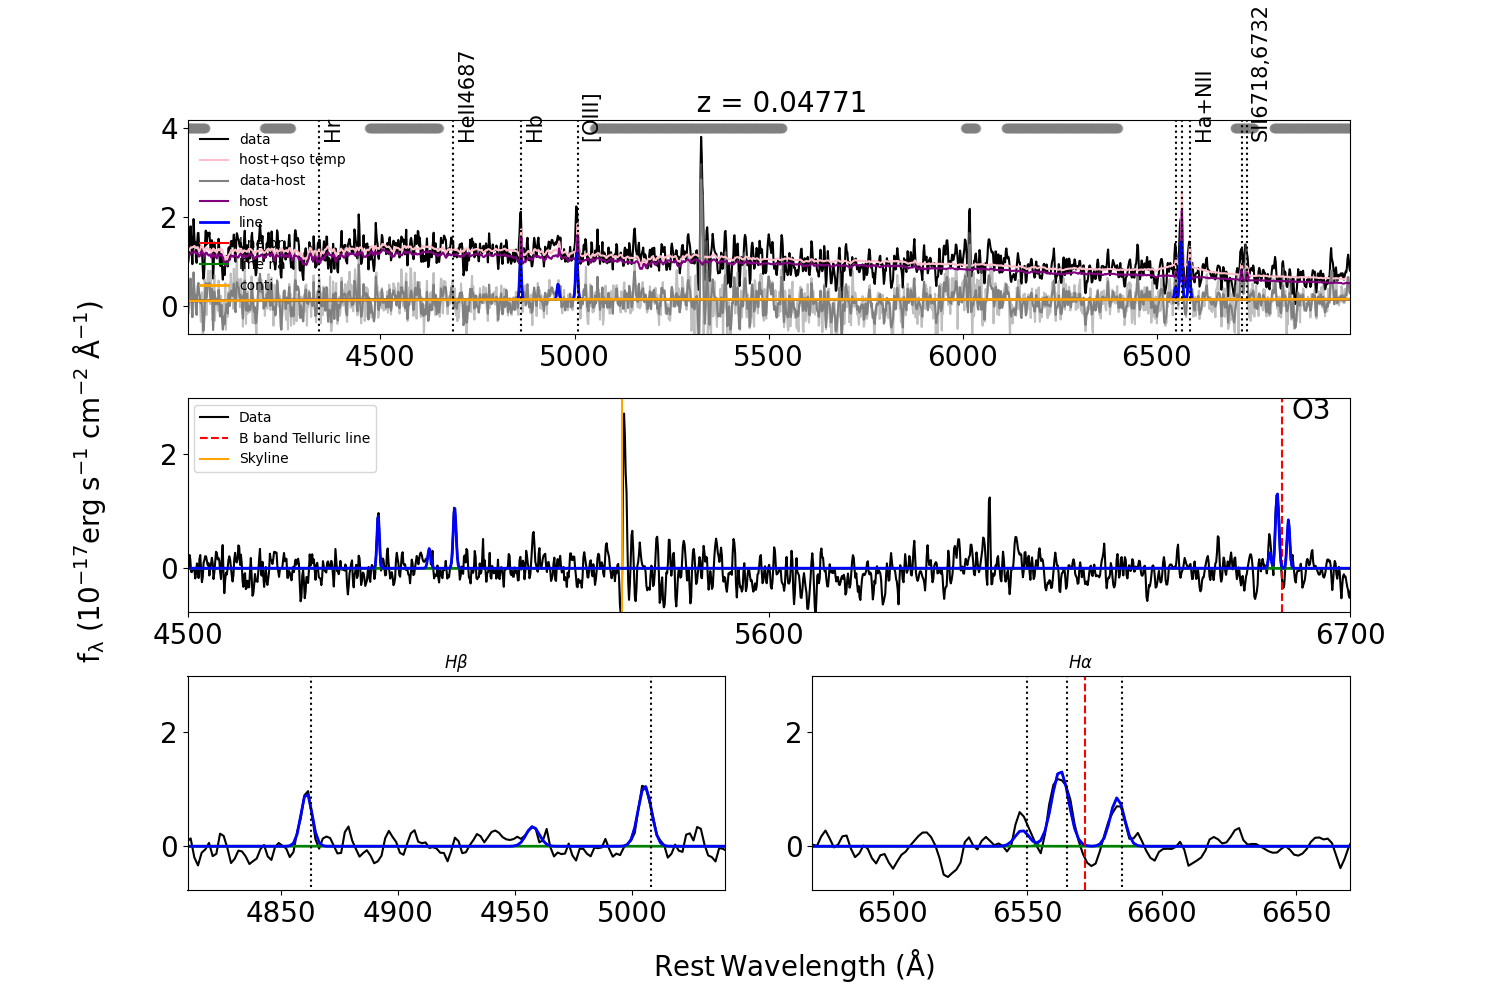 z = 0.04771
Hr
HeII4687
Hb
[OIII]
Ha+NII
SII6718,6732
data
host+qso temp
data-host
host
line
conti
4
2
0
4500 5000 5500 6000 6500
Data
B band Telluric line
Skyline
O3
2
0
4500 5600 6700
fλ (10⁻¹⁷erg s⁻¹ cm⁻² Å⁻¹)
Hβ
2
0
4850 4900 4950 5000
Hα
2
0
6500 6550 6600 6650
Rest Wavelength (Å)